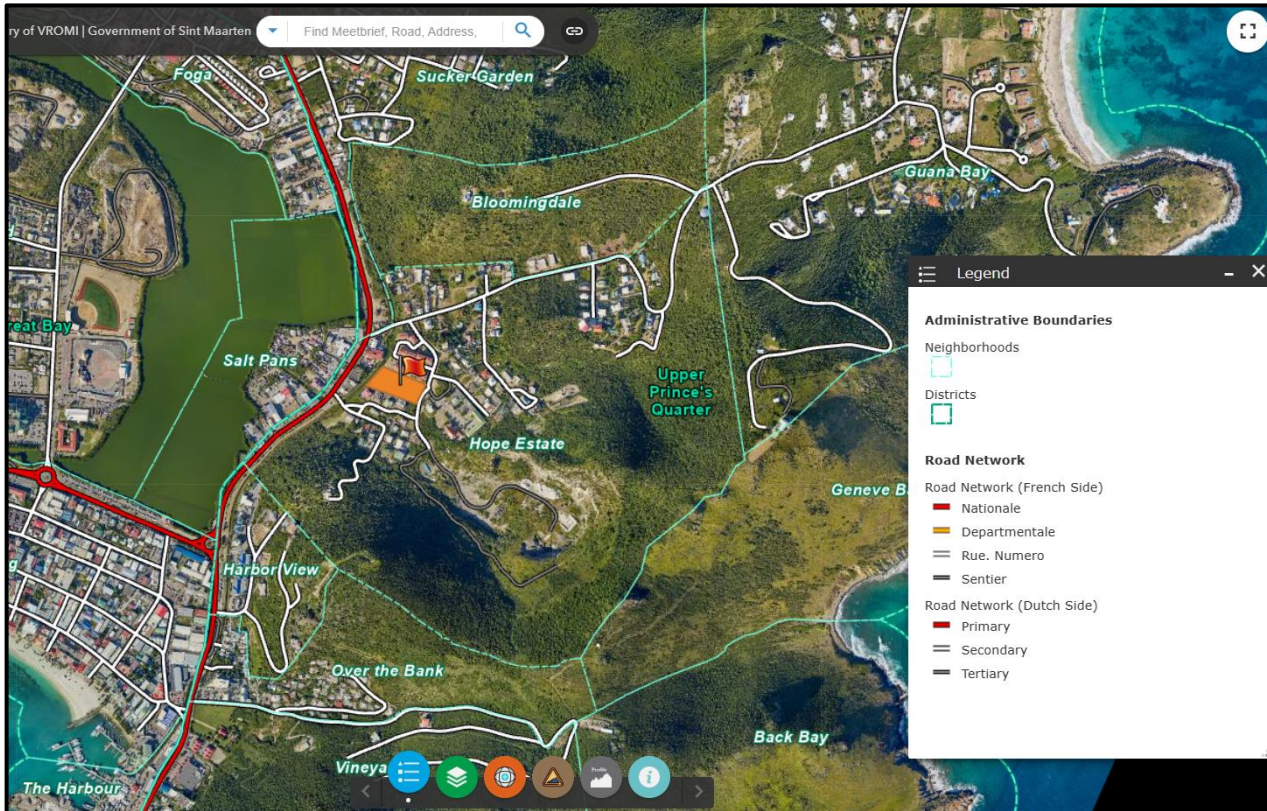 ry of VROMI | Government of Sint Maarten
Find Meetbrief, Road, Address,
Foga
Sucker Garden
Guana Bay
Bloomingdale
reat Bay
Salt Pans
Upper
Prince's
Quarter
Hope Estate
Geneve B
Harbor View
Over the Bank
Back Bay
Vineya
The Harbour
Profile
Legend
Administrative Boundaries
Neighborhoods
Districts
Road Network
Road Network (French Side)
Nationale
Departmentale
Rue. Numero
Sentier
Road Network (Dutch Side)
Primary
Secondary
Tertiary